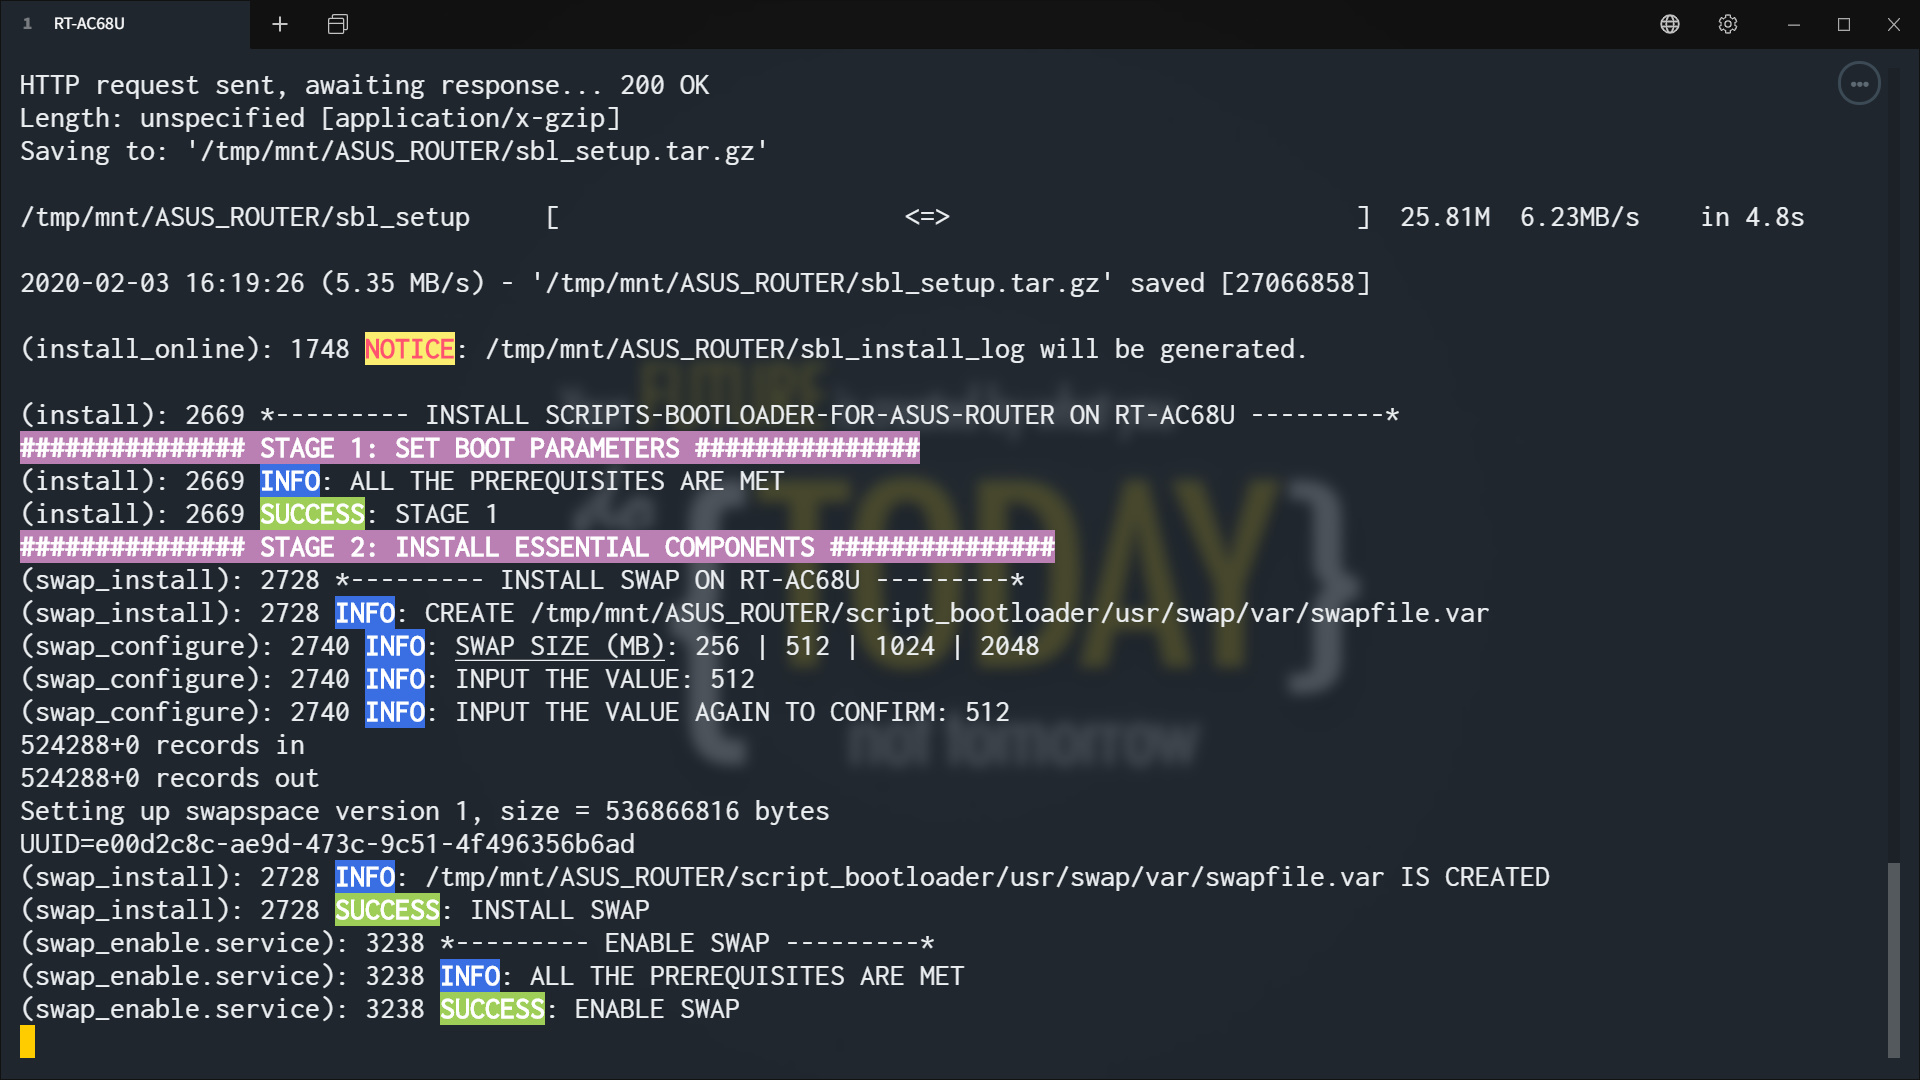 1 RT-AC68U
HTTP request sent, awaiting response... 200 OK
Length: unspecified [application/x-gzip]
Saving to: '/tmp/mnt/ASUS_ROUTER/sbl_setup.tar.gz'
/tmp/mnt/ASUS_ROUTER/sbl_setup [ <=> ] 25.81M 6.23MB/s in 4.8s
2020-02-03 16:19:26 (5.35 MB/s) - '/tmp/mnt/ASUS_ROUTER/sbl_setup.tar.gz' saved [27066858]
(install_online): 1748 NOTICE: /tmp/mnt/ASUS_ROUTER/sbl_install_log will be generated.
(install): 2669 *--------- INSTALL SCRIPTS-BOOTLOADER-FOR-ASUS-ROUTER ON RT-AC68U ---------*
############### STAGE 1: SET BOOT PARAMETERS ###############
(install): 2669 INFO: ALL THE PREREQUISITES ARE MET
(install): 2669 SUCCESS: STAGE 1
############### STAGE 2: INSTALL ESSENTIAL COMPONENTS ###############
(swap_install): 2728 *--------- INSTALL SWAP ON RT-AC68U ---------*
(swap_install): 2728 INFO: CREATE /tmp/mnt/ASUS_ROUTER/script_bootloader/usr/swap/var/swapfile.var
(swap_configure): 2740 INFO: SWAP SIZE (MB): 256 | 512 | 1024 | 2048
(swap_configure): 2740 INFO: INPUT THE VALUE: 512
(swap_configure): 2740 INFO: INPUT THE VALUE AGAIN TO CONFIRM: 512
524288+0 records in
524288+0 records out
Setting up swapspace version 1, size = 536866816 bytes
UUID=e00d2c8c-ae9d-473c-9c51-4f496356b6ad
(swap_install): 2728 INFO: /tmp/mnt/ASUS_ROUTER/script_bootloader/usr/swap/var/swapfile.var IS CREATED
(swap_install): 2728 SUCCESS: INSTALL SWAP
(swap_enable.service): 3238 *--------- ENABLE SWAP ---------*
(swap_enable.service): 3238 INFO: ALL THE PREREQUISITES ARE MET
(swap_enable.service): 3238 SUCCESS: ENABLE SWAP
FUTURE
{TODAY}
not tomorrow